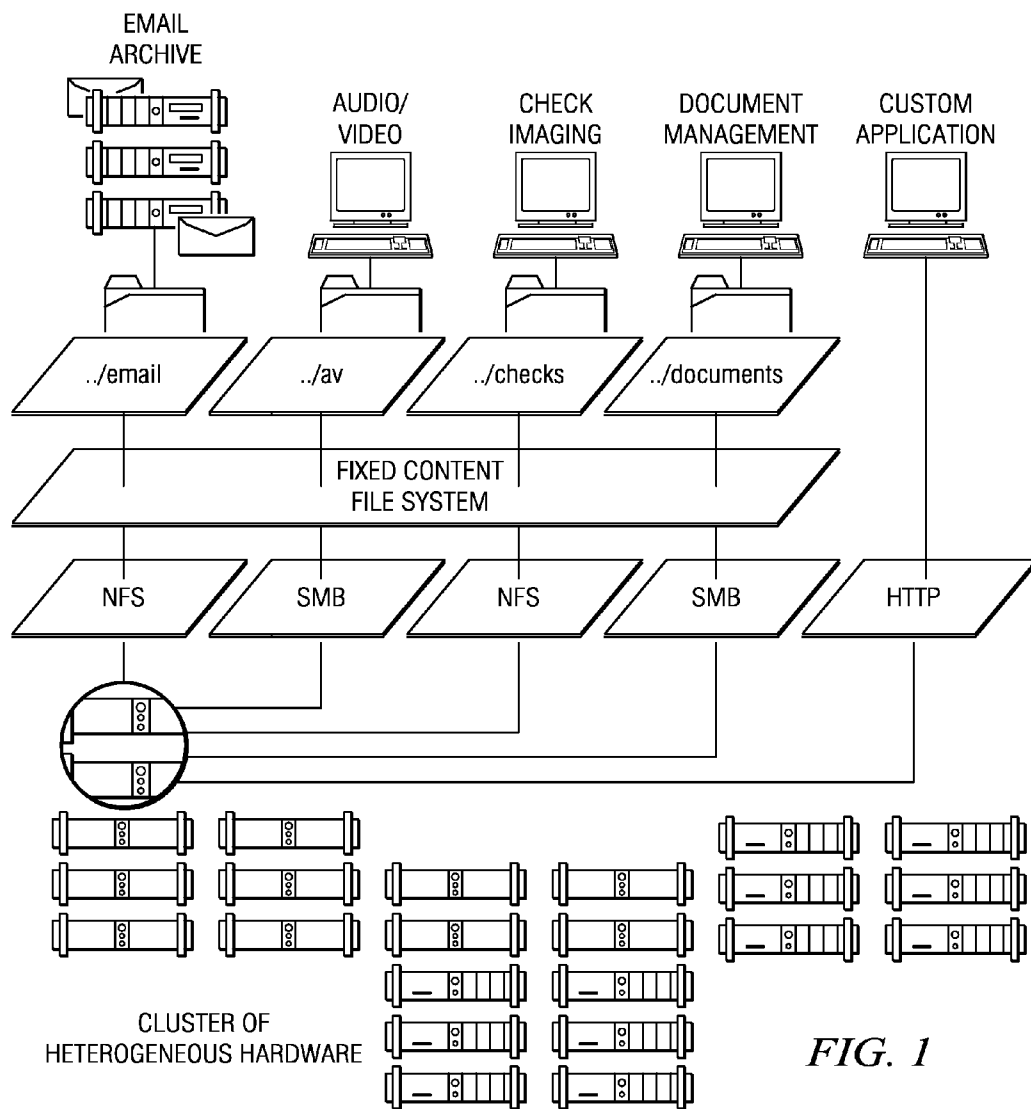 EMAIL
ARCHIVE
AUDIO/
VIDEO
CHECK
IMAGING
DOCUMENT
MANAGEMENT
CUSTOM
APPLICATION
../email
../av
../checks
../documents
FIXED CONTENT
FILE SYSTEM
NFS
SMB
NFS
SMB
HTTP
CLUSTER OF
HETEROGENEOUS HARDWARE
FIG. 1